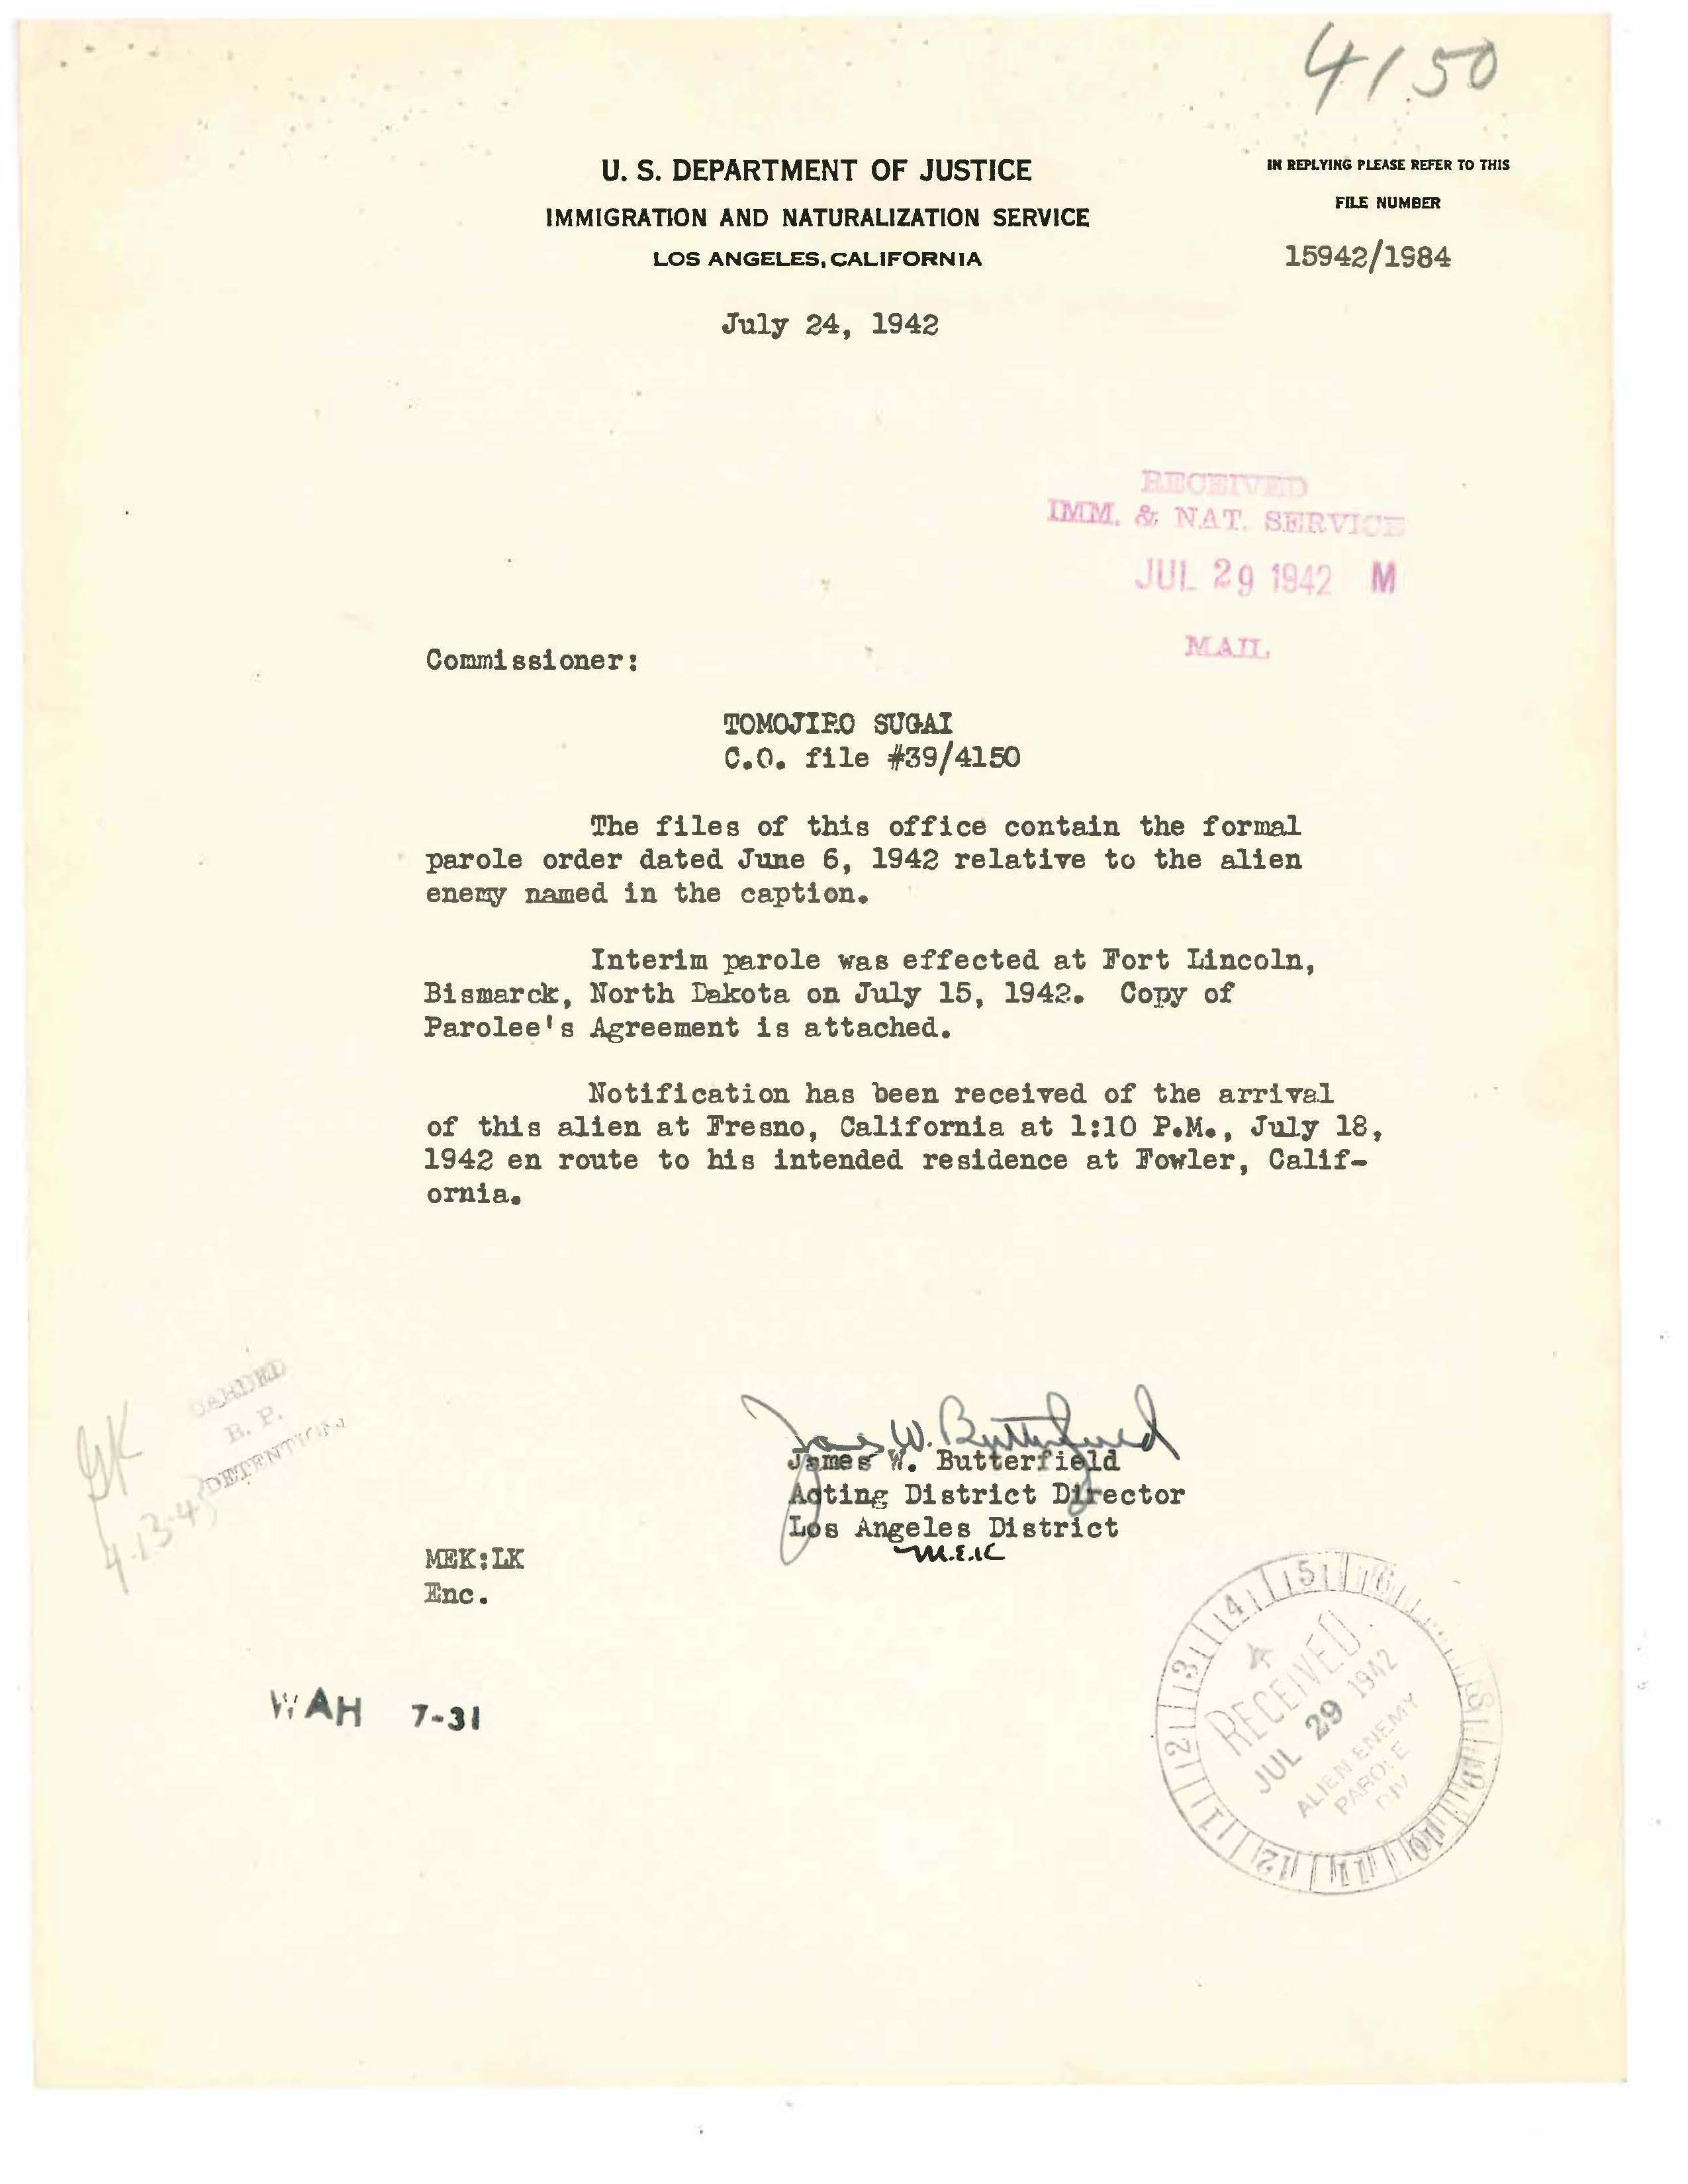 4150
U. S. DEPARTMENT OF JUSTICE
IMMIGRATION AND NATURALIZATION SERVICE
LOS ANGELES, CALIFORNIA
IN REPLYING PLEASE REFER TO THIS
FILE NUMBER
15942/1984
July 24, 1942
RECEIVED
IMM. & NAT. SERVICE
JUL 29 1942 M
MAIL
Commissioner:
TOMOJIRO SUGAI
C.O. file #39/4150
The files of this office contain the formal
parole order dated June 6, 1942 relative to the alien
enemy named in the caption.
Interim parole was effected at Fort Lincoln,
Bismarck, North Dakota on July 15, 1942. Copy of
Parolee's Agreement is attached.
Notification has been received of the arrival
of this alien at Fresno, California at 1:10 P.M., July 18,
1942 en route to his intended residence at Fowler, Calif-
ornia.
CARDED
B. P.
DETENTION
4-13-43
James W. Butterfield
James W. Butterfield
Acting District Director
Los Angeles District
M.E.K
MEK:LK
Enc.
WAH 7-31
RECEIVED
JUL 29 1942
ALIEN ENEMY
PAROLE
DIV
1 2 3 4 5 6 8 9 10 11 12